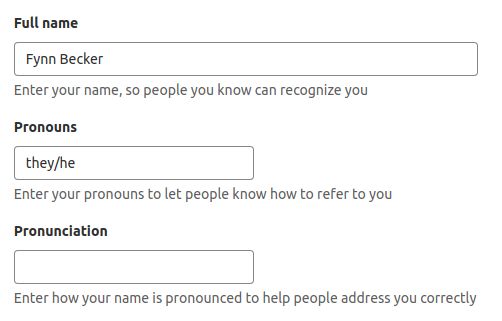 Full name
Fynn Becker
Enter your name, so people you know can recognize you
Pronouns
they/he
Enter your pronouns to let people know how to refer to you
Pronunciation
Enter how your name is pronounced to help people address you correctly